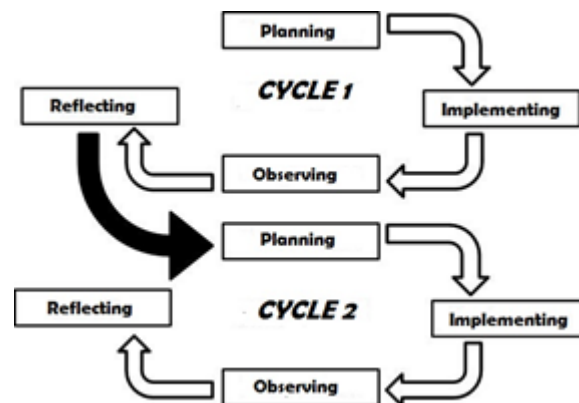 Planning
CYCLE 1
Reflecting
Implementing
Observing
Planning
Reflecting
CYCLE 2
Implementing
Observing